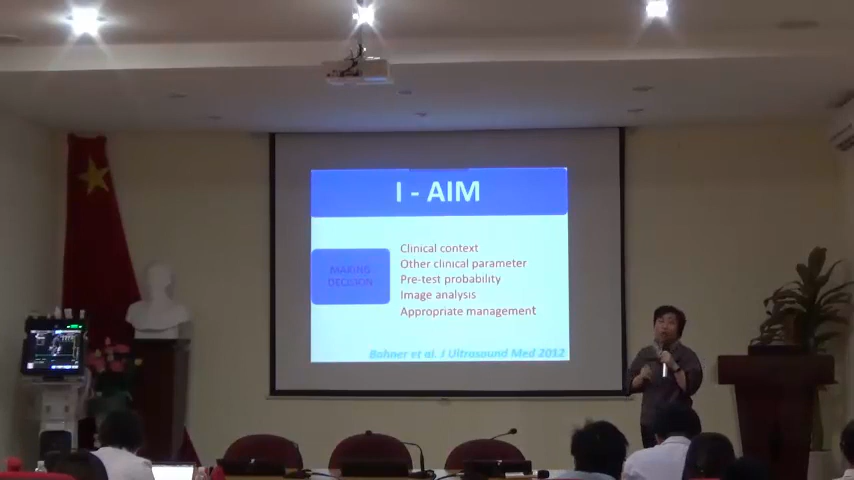 I - AIM
MAKING
DECISION
Clinical context
Other clinical parameter
Pre-test probability
Image analysis
Appropriate management
Bahner et al. J Ultrasound Med 2012